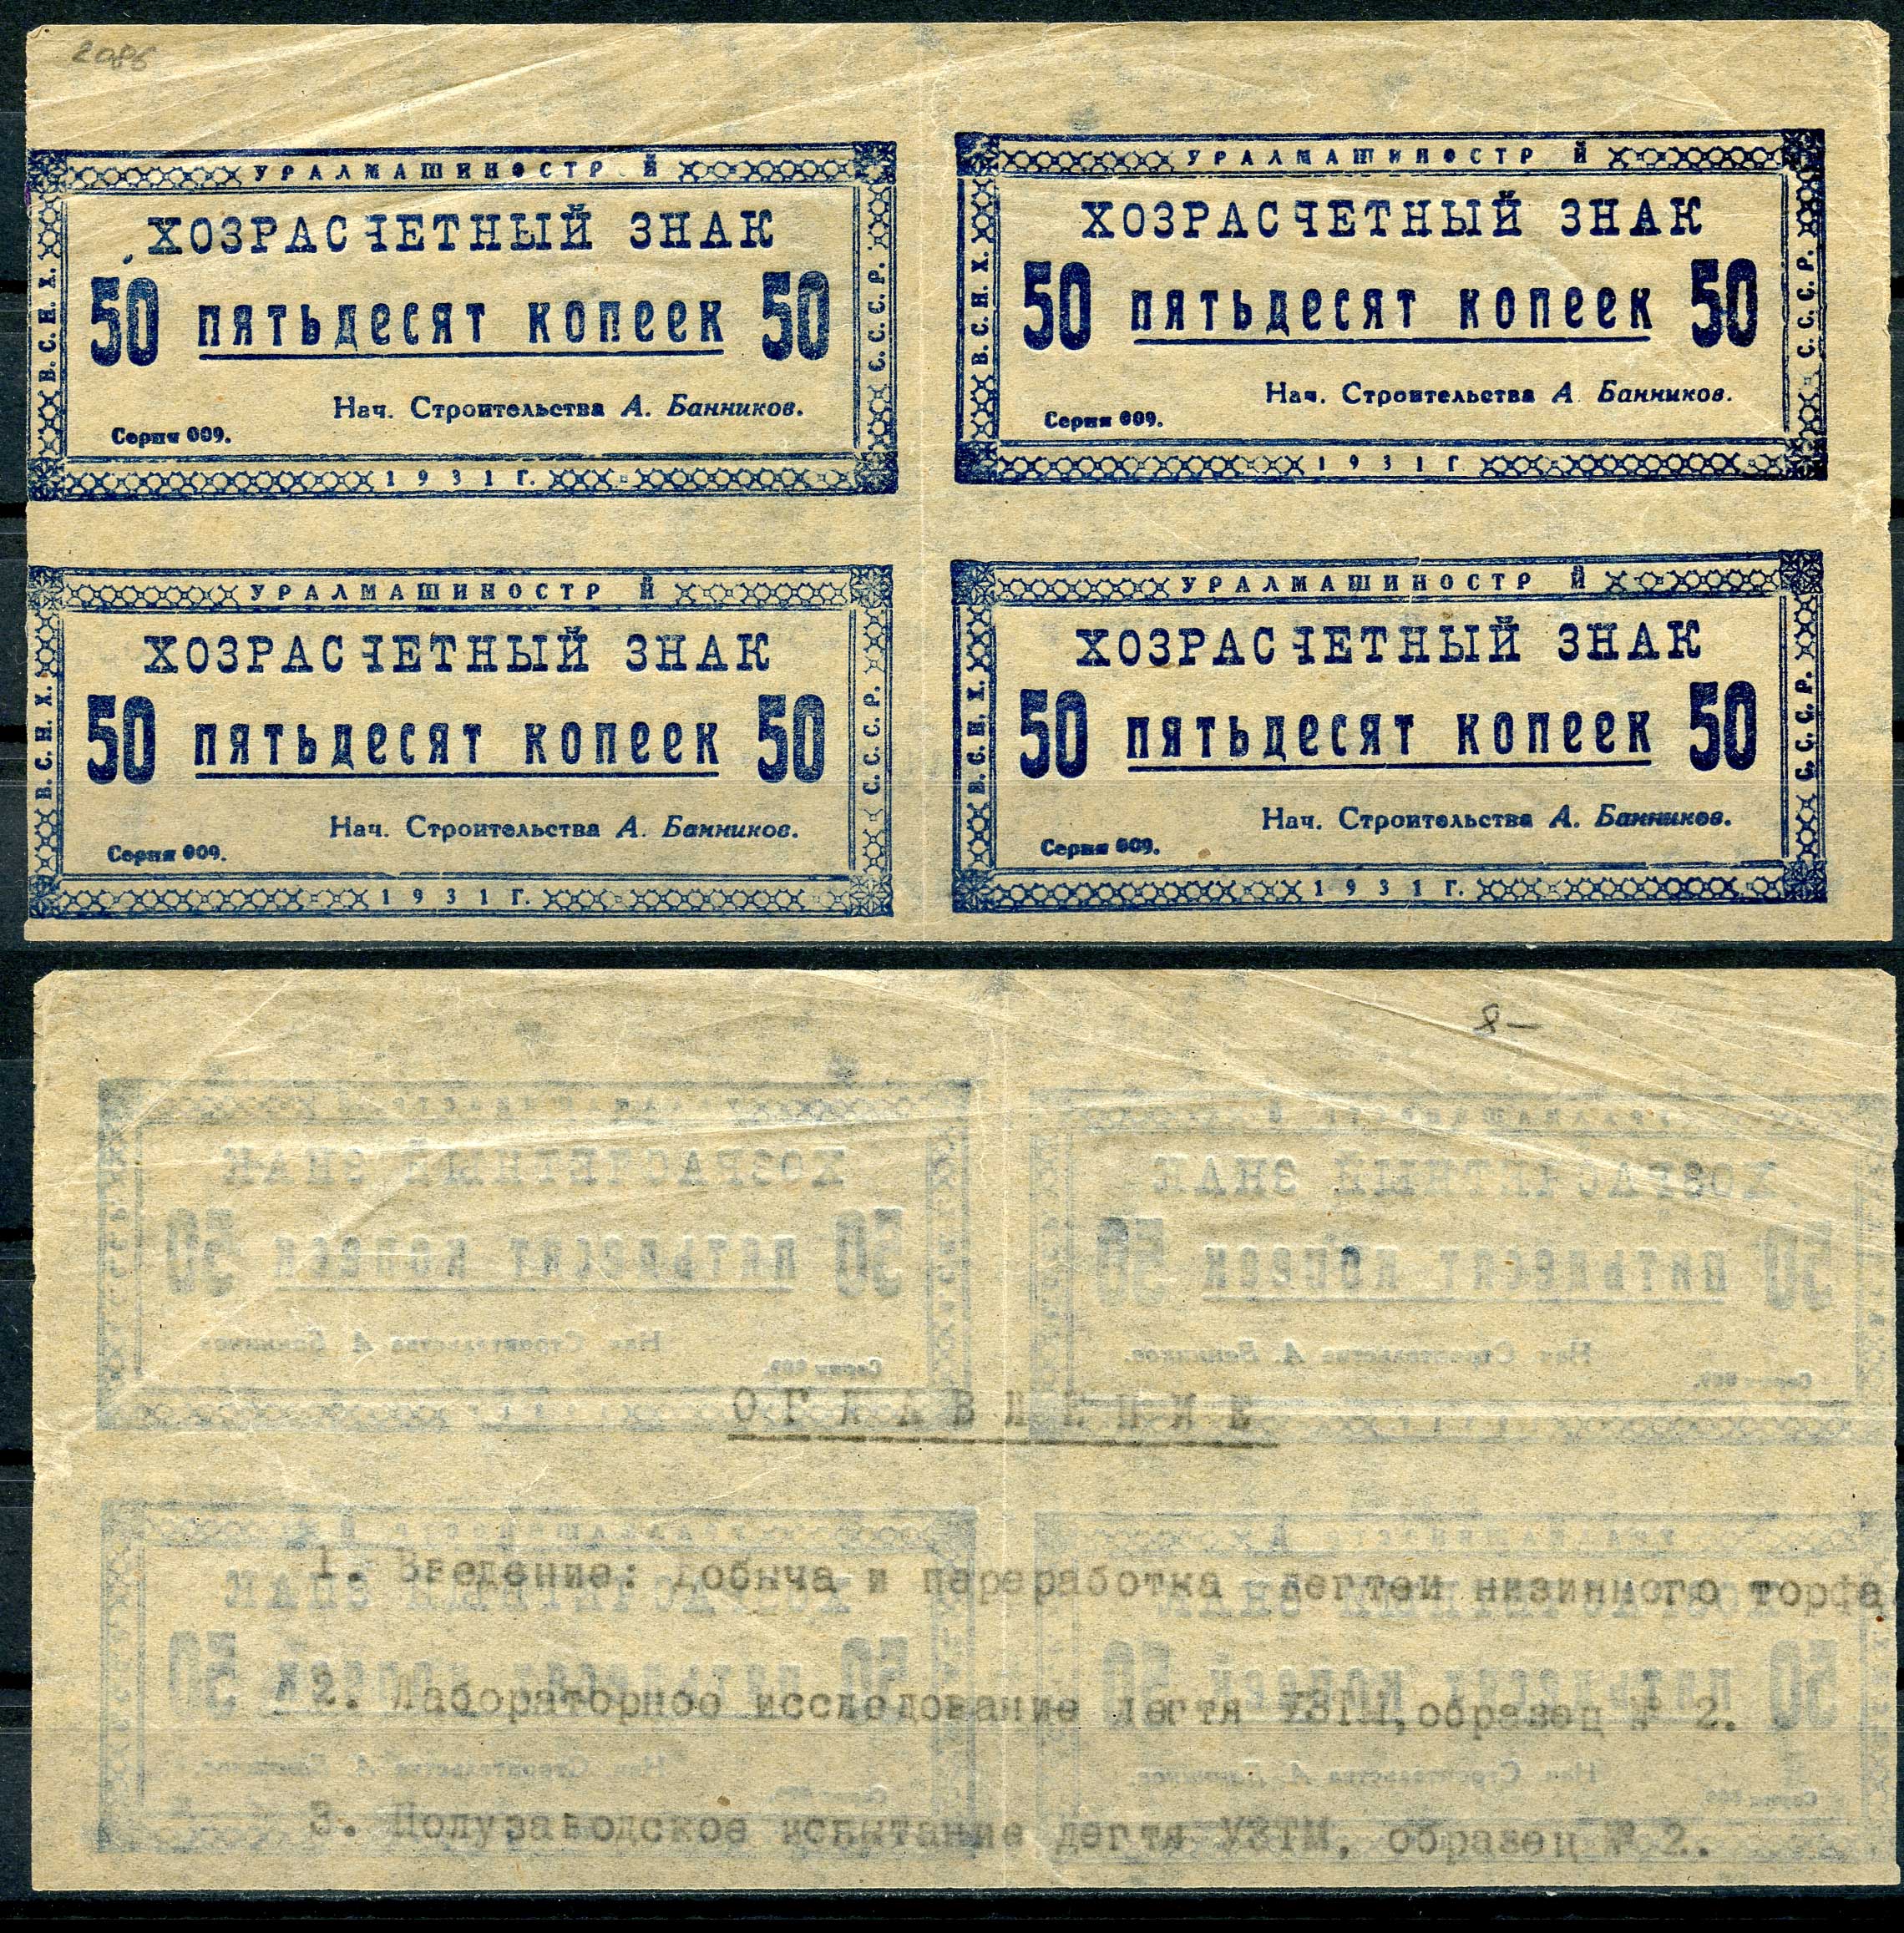 2086
УРАЛМАШИНОСТР Й
ХОЗРАСЧЕТНЫЙ ЗНАК
50 пятьдесят копеек 50
Нач. Строительства А. Банников.
Серия 009.
1931 Г.
В. С. Н. Х.
С. С. С. Р.
УРАЛМАШИНОСТР Й
ХОЗРАСЧЕТНЫЙ ЗНАК
50 пятьдесят копеек 50
Нач. Строительства А. Банников.
Серия 009.
1931 Г
В. С. Н. Х.
С. С. С. Р.
УРАЛМАШИНОСТР Й
ХОЗРАСЧЕТНЫЙ ЗНАК
50 пятьдесят копеек 50
Нач. Строительства А. Банников.
Серия 009.
1931 Г.
В. С. Н. Х.
С. С. С. Р.
УРАЛМАШИНОСТР Й
ХОЗРАСЧЕТНЫЙ ЗНАК
50 пятьдесят копеек 50
Нач. Строительства А. Банников.
Серия 009.
1931 Г.
В. С. Н. Х.
С. С. С. Р.
8-
ОГЛАВЛЕНИЕ
1. Введение: Добыча и переработка дегтей низинного торфа
2. Лабораторное исследование дегтя УЗТМ, образец № 2.
3. Полузаводское испытание дегтя УЗТМ, образец № 2.